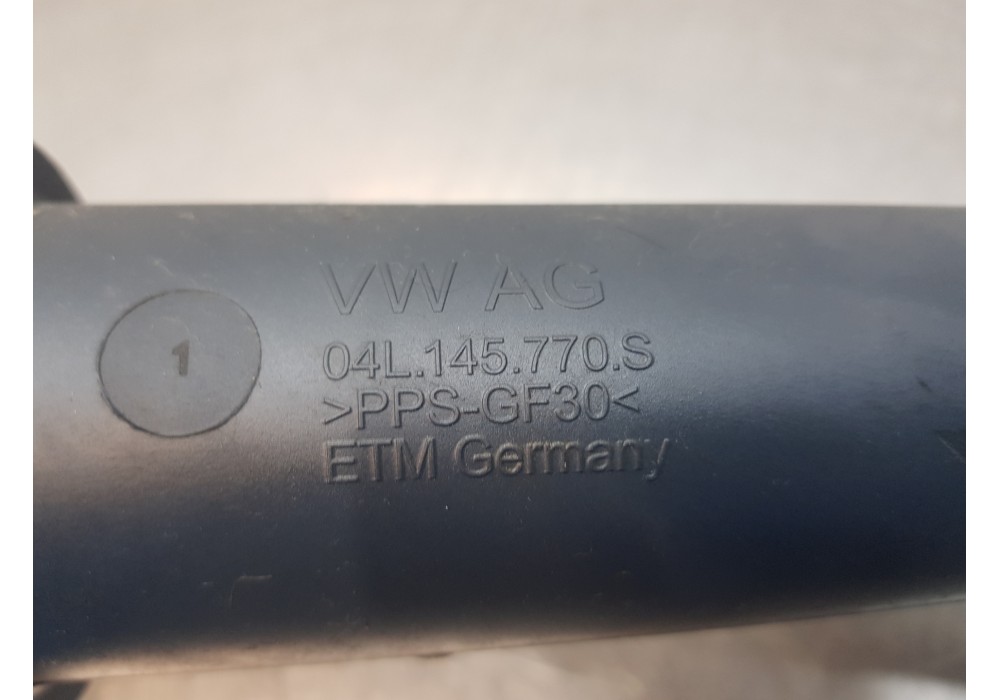 VW AG
1
04L.145.770.S
>PPS-GF30<
ETM Germany